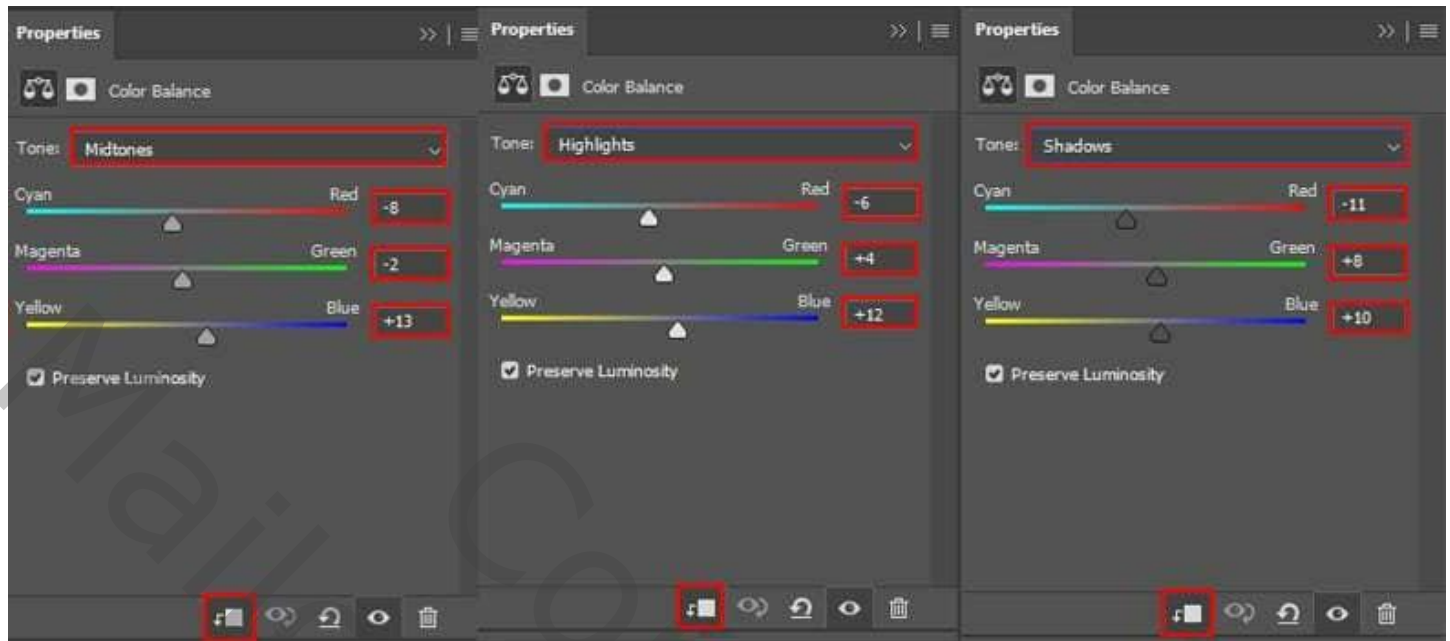 Properties
Color Balance
Tone: Midtones
Cyan Red -8
Magenta Green -2
Yellow Blue +13
Preserve Luminosity
Properties
Color Balance
Tone: Highlights
Cyan Red -6
Magenta Green +4
Yellow Blue +12
Preserve Luminosity
Properties
Color Balance
Tone: Shadows
Cyan Red -11
Magenta Green +8
Yellow Blue +10
Preserve Luminosity
Mail
Co